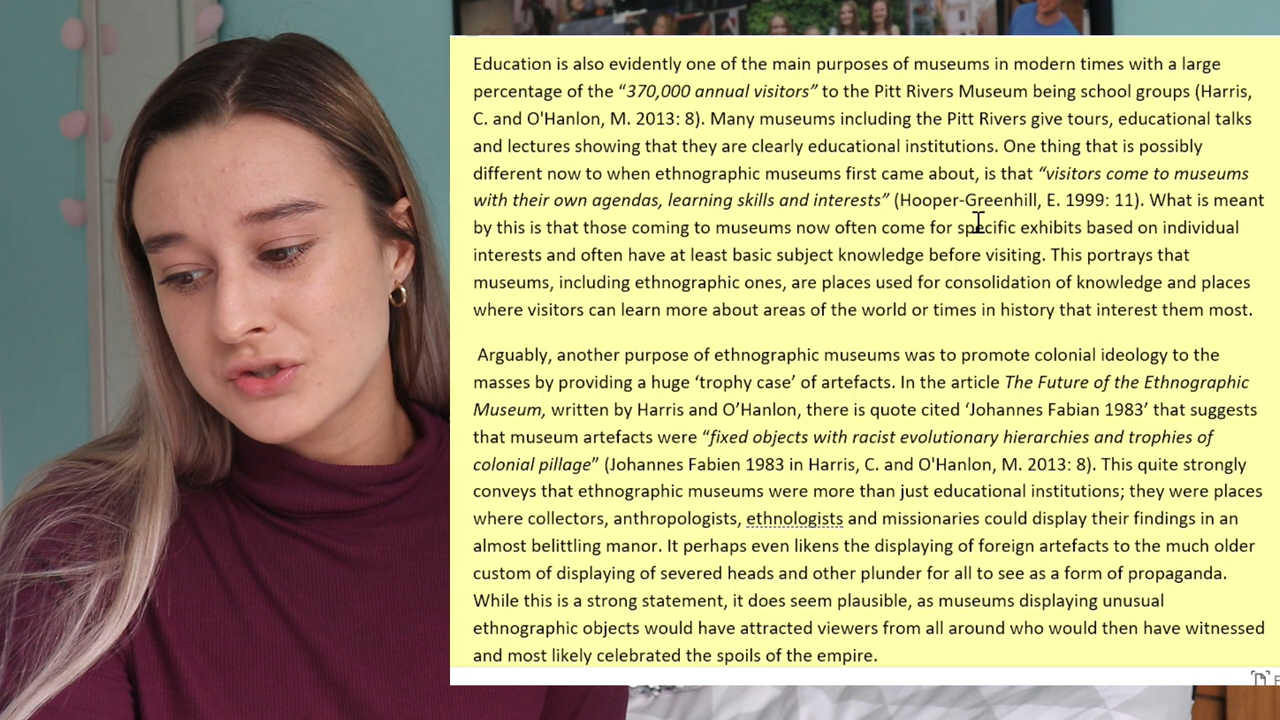 Education is also evidently one of the main purposes of museums in modern times with a large
percentage of the “370,000 annual visitors” to the Pitt Rivers Museum being school groups (Harris,
C. and O'Hanlon, M. 2013: 8). Many museums including the Pitt Rivers give tours, educational talks
and lectures showing that they are clearly educational institutions. One thing that is possibly
different now to when ethnographic museums first came about, is that “visitors come to museums
with their own agendas, learning skills and interests” (Hooper-Greenhill, E. 1999: 11). What is meant
by this is that those coming to museums now often come for specific exhibits based on individual
interests and often have at least basic subject knowledge before visiting. This portrays that
museums, including ethnographic ones, are places used for consolidation of knowledge and places
where visitors can learn more about areas of the world or times in history that interest them most.
Arguably, another purpose of ethnographic museums was to promote colonial ideology to the
masses by providing a huge ‘trophy case’ of artefacts. In the article The Future of the Ethnographic
Museum, written by Harris and O’Hanlon, there is quote cited ‘Johannes Fabian 1983’ that suggests
that museum artefacts were “fixed objects with racist evolutionary hierarchies and trophies of
colonial pillage” (Johannes Fabien 1983 in Harris, C. and O'Hanlon, M. 2013: 8). This quite strongly
conveys that ethnographic museums were more than just educational institutions; they were places
where collectors, anthropologists, ethnologists and missionaries could display their findings in an
almost belittling manor. It perhaps even likens the displaying of foreign artefacts to the much older
custom of displaying of severed heads and other plunder for all to see as a form of propaganda.
While this is a strong statement, it does seem plausible, as museums displaying unusual
ethnographic objects would have attracted viewers from all around who would then have witnessed
and most likely celebrated the spoils of the empire.